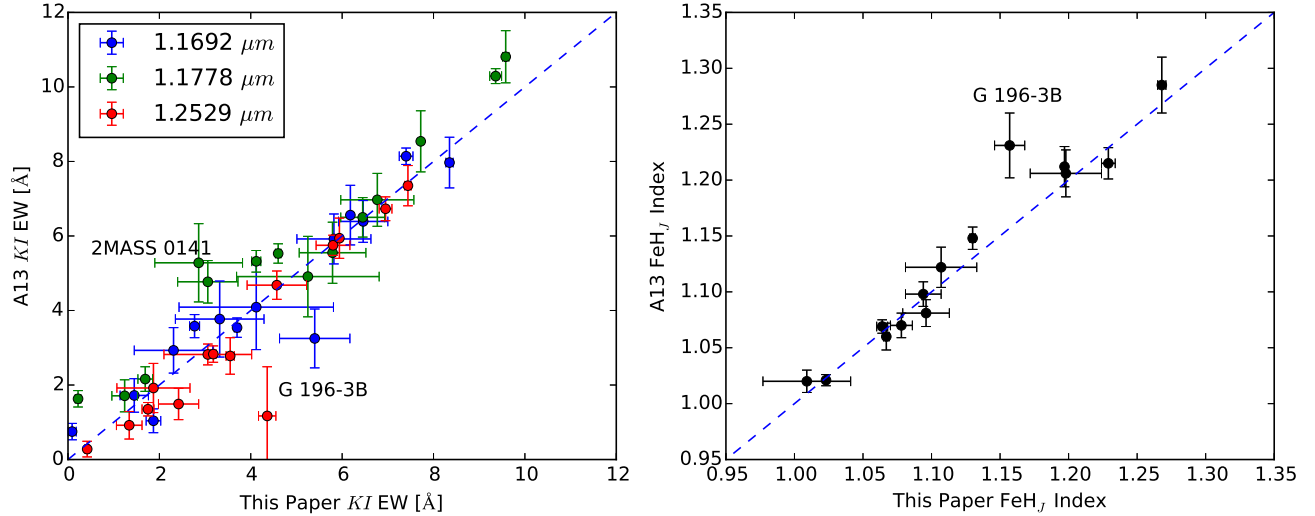 12
10
8
6
4
2
0
A13 KI EW [Å]
1.1692 μm
1.1778 μm
1.2529 μm
2MASS 0141
G 196-3B
0 2 4 6 8 10 12
This Paper KI EW [Å]
1.35
1.30
1.25
1.20
1.15
1.10
1.05
1.00
0.95
A13 FeH_J Index
G 196-3B
0.95 1.00 1.05 1.10 1.15 1.20 1.25 1.30 1.35
This Paper FeH_J Index